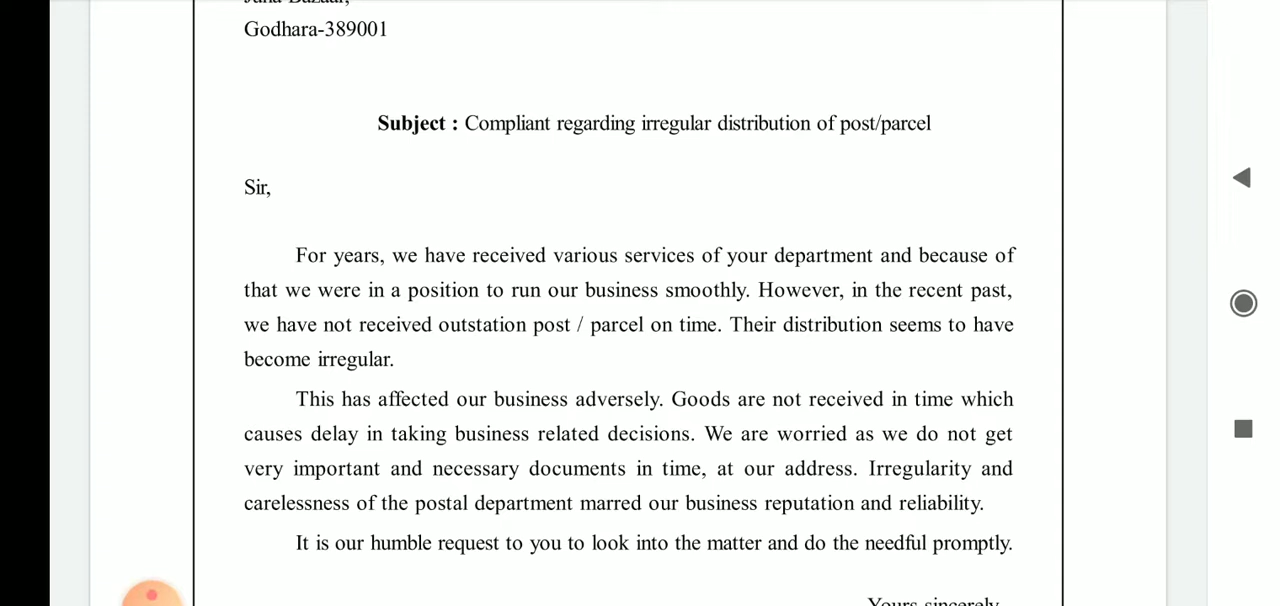 Juna Bazaar,
Godhara-389001
Subject : Compliant regarding irregular distribution of post/parcel
Sir,
For years, we have received various services of your department and because of
that we were in a position to run our business smoothly. However, in the recent past,
we have not received outstation post / parcel on time. Their distribution seems to have
become irregular.
This has affected our business adversely. Goods are not received in time which
causes delay in taking business related decisions. We are worried as we do not get
very important and necessary documents in time, at our address. Irregularity and
carelessness of the postal department marred our business reputation and reliability.
It is our humble request to you to look into the matter and do the needful promptly.
Yours sincerely